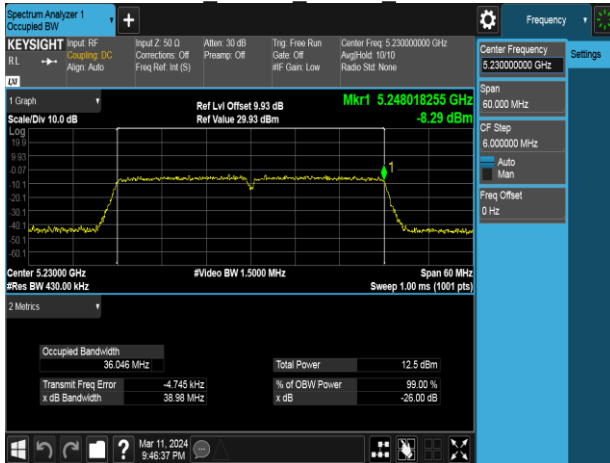 Spectrum Analyzer 1
Occupied BW
Frequency
KEYSIGHT
RL
LXI
Input: RF
Coupling: DC
Align: Auto
Input Z: 50 Ω
Corrections: Off
Freq Ref: Int (S)
Atten: 30 dB
Preamp: Off
Trig: Free Run
Gate: Off
#IF Gain: Low
Center Freq: 5.230000000 GHz
Avg|Hold: 10/10
Radio Std: None
Center Frequency
5.230000000 GHz
Settings
Span
60.000 MHz
CF Step
6.000000 MHz
Auto
Man
Freq Offset
0 Hz
1 Graph
Scale/Div 10.0 dB
Ref Lvl Offset 9.93 dB
Ref Value 29.93 dBm
Mkr1 5.248018255 GHz
-8.29 dBm
Log
19.9
9.93
-0.07
-10.1
-20.1
-30.1
-40.1
-50.1
-60.1
1
Center 5.23000 GHz
#Res BW 430.00 kHz
#Video BW 1.5000 MHz
Span 60 MHz
Sweep 1.00 ms (1001 pts)
2 Metrics
Occupied Bandwidth
36.046 MHz
Total Power 12.5 dBm
Transmit Freq Error -4.745 kHz
% of OBW Power 99.00 %
x dB Bandwidth 38.98 MHz
x dB -26.00 dB
?
Mar 11, 2024
9:46:37 PM